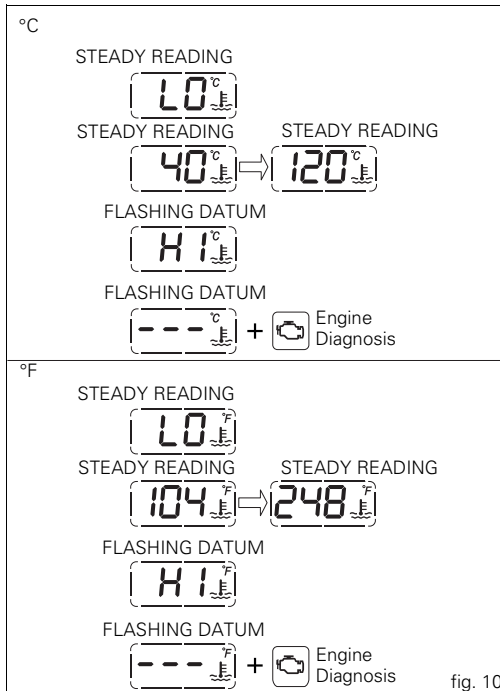 °C
STEADY READING
LO °C
STEADY READING STEADY READING
40 °C 120 °C
FLASHING DATUM
HI °C
FLASHING DATUM
--- °C + Engine
Diagnosis
°F
STEADY READING
LO °F
STEADY READING STEADY READING
104 °F 248 °F
FLASHING DATUM
HI °F
FLASHING DATUM
--- °F + Engine
Diagnosis
fig. 10